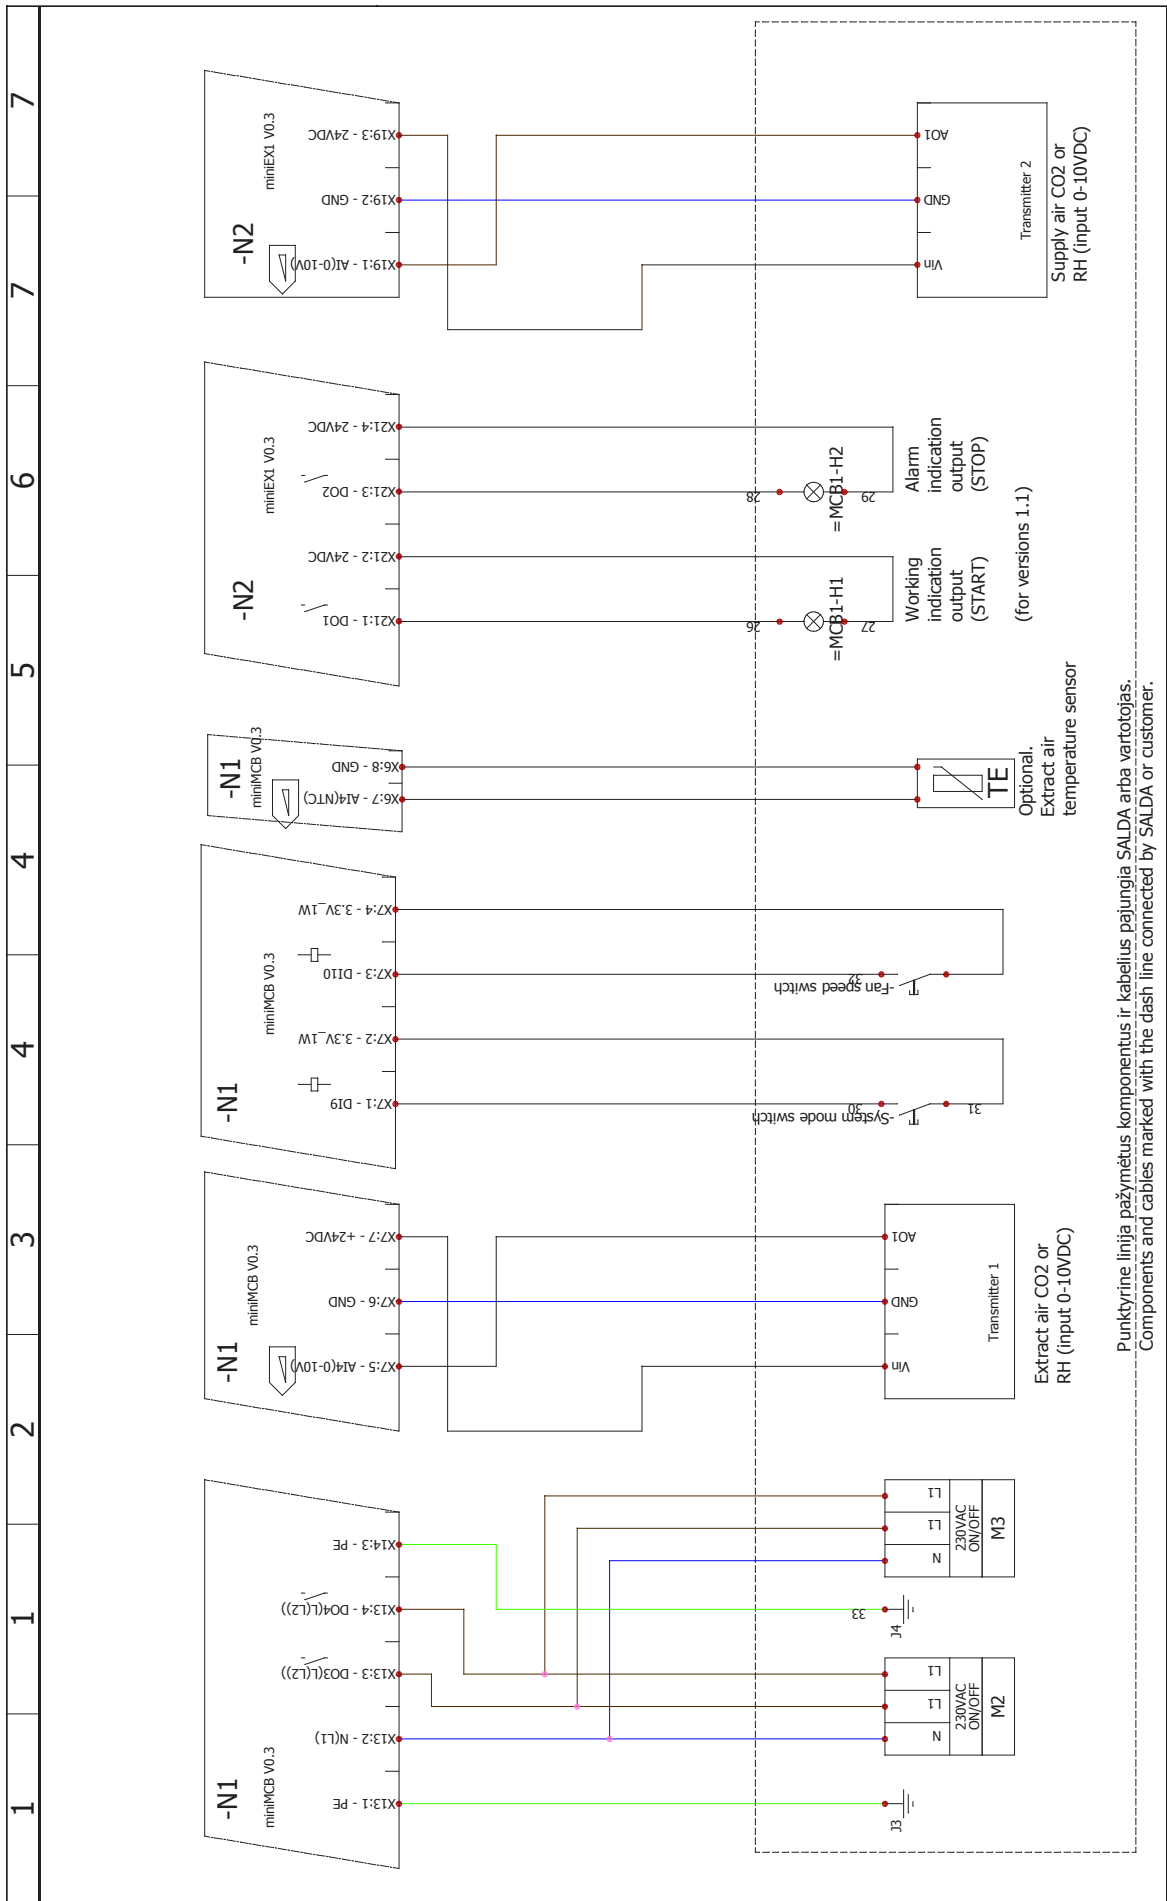 7
7
6
5
4
4
3
2
1
1
1
-N2
miniEX1 V0.3
X19:3 - 24VDC
X19:2 - GND
X19:1 - AI(0-10V)
AO1
GND
Vin
Transmitter 2
Supply air CO2 or
RH (input 0-10VDC)
-N2
miniEX1 V0.3
X21:4 - 24VDC
X21:3 - DO2
X21:2 - 24VDC
X21:1 - DO1
28
29
=MCB1-H2
Alarm
indication
output
(STOP)
26
27
=MCB1-H1
Working
indication
output
(START)
(for versions 1.1)
-N1
miniMCB V0.3
X6:8 - GND
X6:7 - AI4(NTC)
TE
Optional.
Extract air
temperature sensor
-N1
miniMCB V0.3
X7:4 - 3.3V_1W
X7:3 - DI10
X7:2 - 3.3V_1W
X7:1 - DI9
32
-Fan speed switch
30
31
-System mode switch
-N1
miniMCB V0.3
X7:7 - +24VDC
X7:6 - GND
X7:5 - AI4(0-10V)
AO1
GND
Vin
Transmitter 1
Extract air CO2 or
RH (input 0-10VDC)
-N1
miniMCB V0.3
X14:3 - PE
X13:4 - DO4(L(L2))
X13:3 - DO3(L(L2))
X13:2 - N(L1)
X13:1 - PE
L1
L1
N
230VAC
ON/OFF
M3
33
J4
L1
L1
N
230VAC
ON/OFF
M2
J3
Punktyrine linija pažymėtus komponentus ir kabelius pajungia SALDA arba vartotojas.
Components and cables marked with the dash line connected by SALDA or customer.